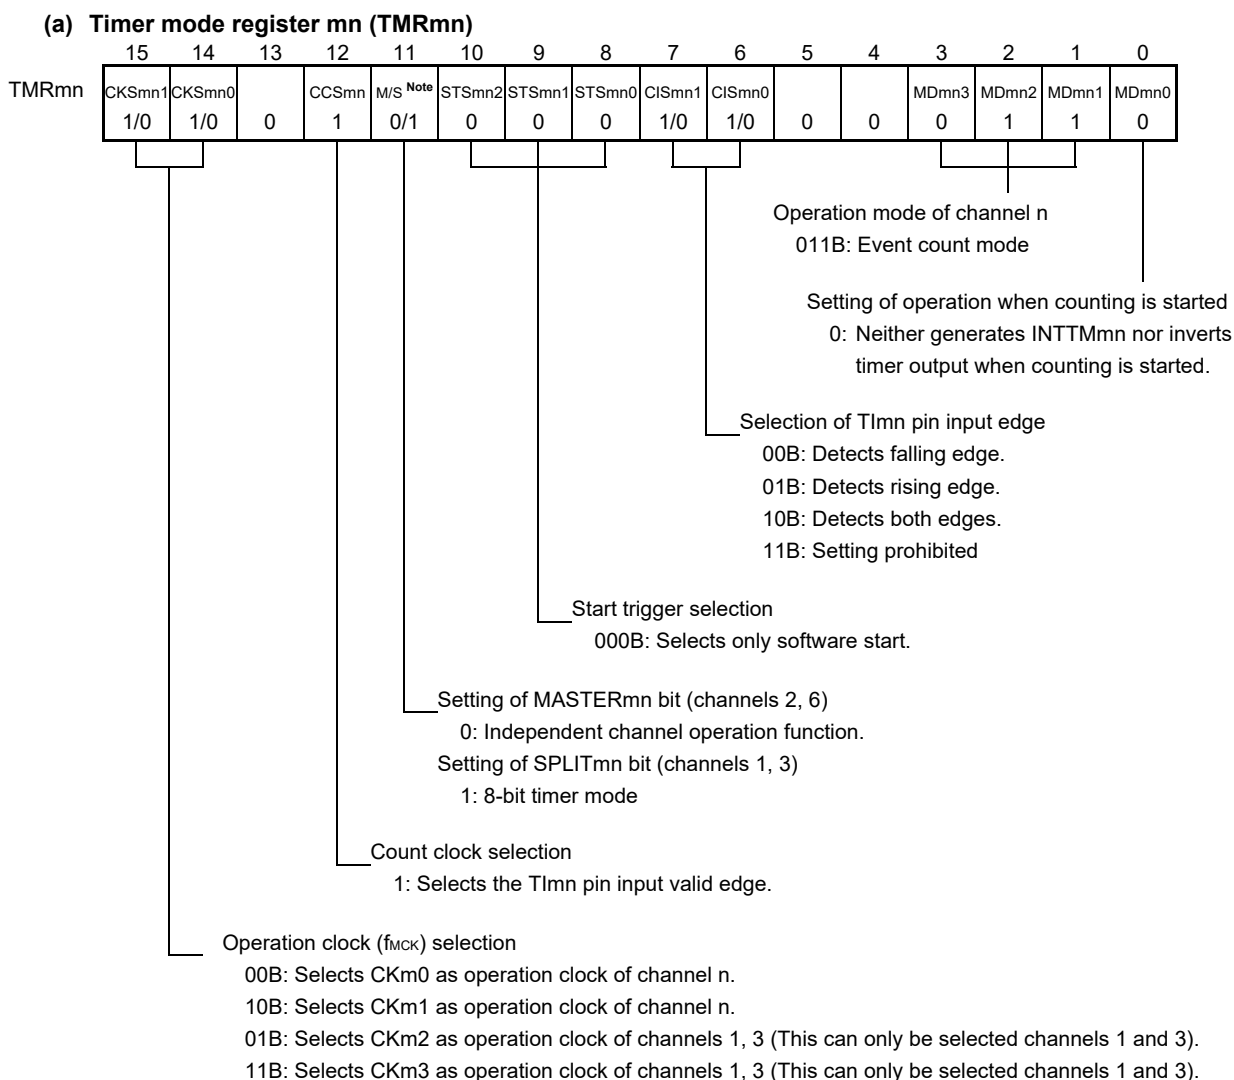 (a) Timer mode register mn (TMRmn)
15 14 13 12 11 10 9 8 7 6 5 4 3 2 1 0
TMRmn CKSmn1 CKSmn0 CCSmn M/S Note STSmn2 STSmn1 STSmn0 CISmn1 CISmn0 MDmn3 MDmn2 MDmn1 MDmn0
1/0 1/0 0 1 0/1 0 0 0 1/0 1/0 0 0 0 1 1 0
Operation mode of channel n
011B: Event count mode
Setting of operation when counting is started
0: Neither generates INTTMmn nor inverts
timer output when counting is started.
Selection of TImn pin input edge
00B: Detects falling edge.
01B: Detects rising edge.
10B: Detects both edges.
11B: Setting prohibited
Start trigger selection
000B: Selects only software start.
Setting of MASTERmn bit (channels 2, 6)
0: Independent channel operation function.
Setting of SPLITmn bit (channels 1, 3)
1: 8-bit timer mode
Count clock selection
1: Selects the TImn pin input valid edge.
Operation clock (fMCK) selection
00B: Selects CKm0 as operation clock of channel n.
10B: Selects CKm1 as operation clock of channel n.
01B: Selects CKm2 as operation clock of channels 1, 3 (This can only be selected channels 1 and 3).
11B: Selects CKm3 as operation clock of channels 1, 3 (This can only be selected channels 1 and 3).